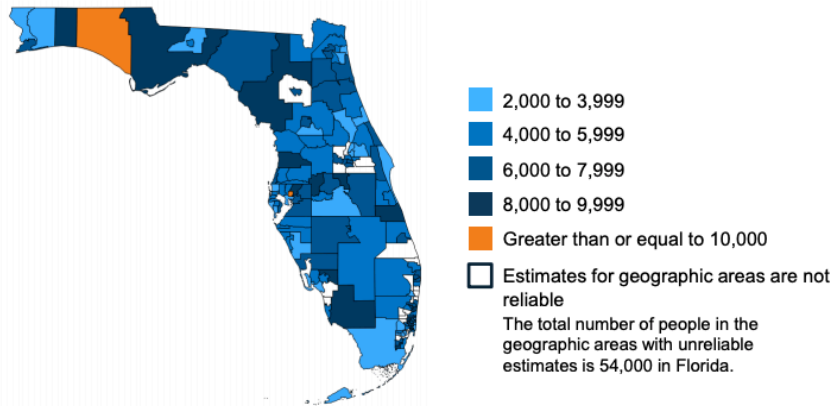 2,000 to 3,999
4,000 to 5,999
6,000 to 7,999
8,000 to 9,999
Greater than or equal to 10,000
Estimates for geographic areas are not
reliable
The total number of people in the
geographic areas with unreliable
estimates is 54,000 in Florida.